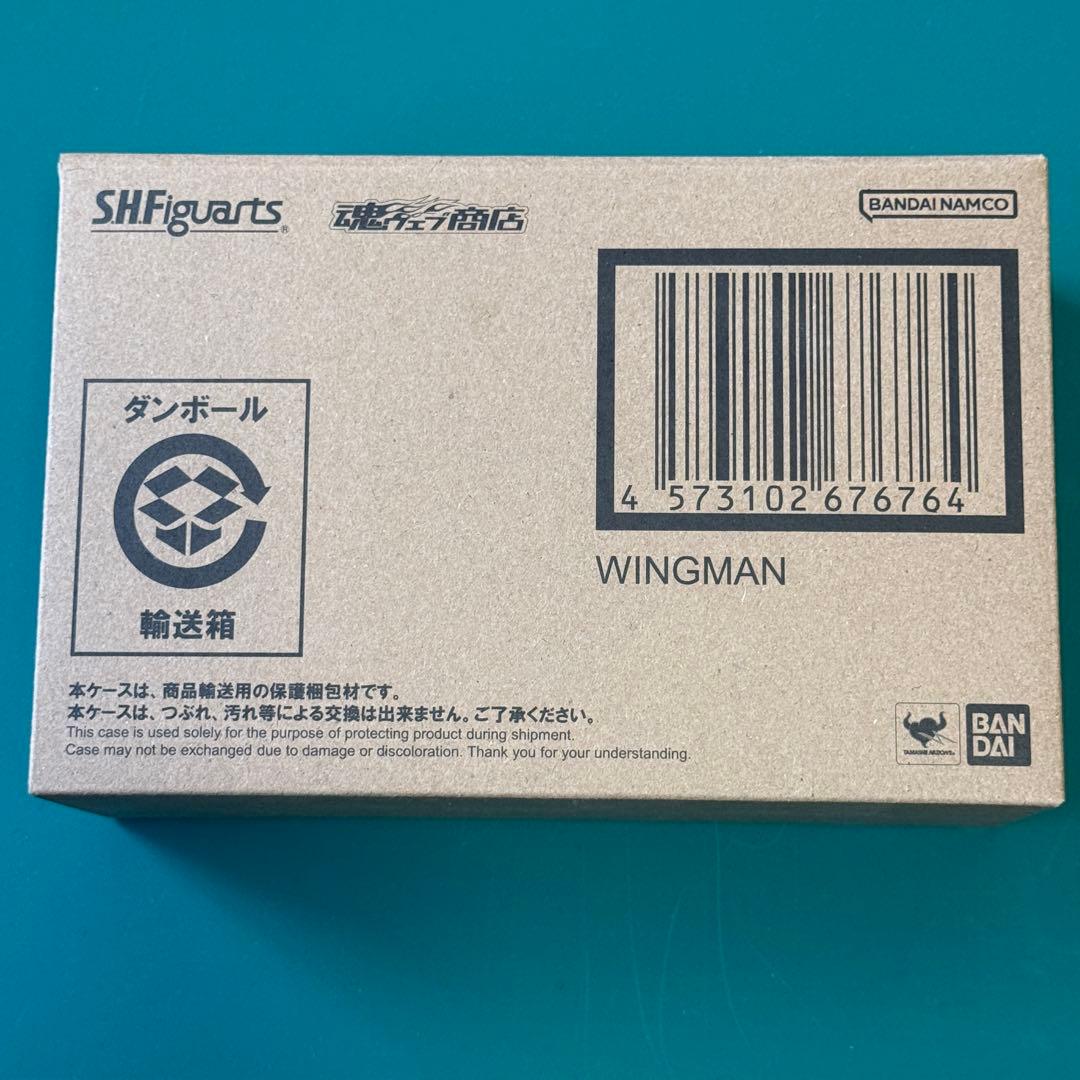 S.H.Figuarts®
魂ウェブ商店
BANDAI NAMCO
4 573102 676764
WINGMAN
ダンボール
輸送箱
本ケースは、商品輸送用の保護梱包材です。
本ケースは、つぶれ、汚れ等による交換は出来ません。ご了承ください。
This case is used solely for the purpose of protecting product during shipment.
Case may not be exchanged due to damage or discoloration. Thank you for your understanding.
TAMASHII NATIONS
BAN
DAI